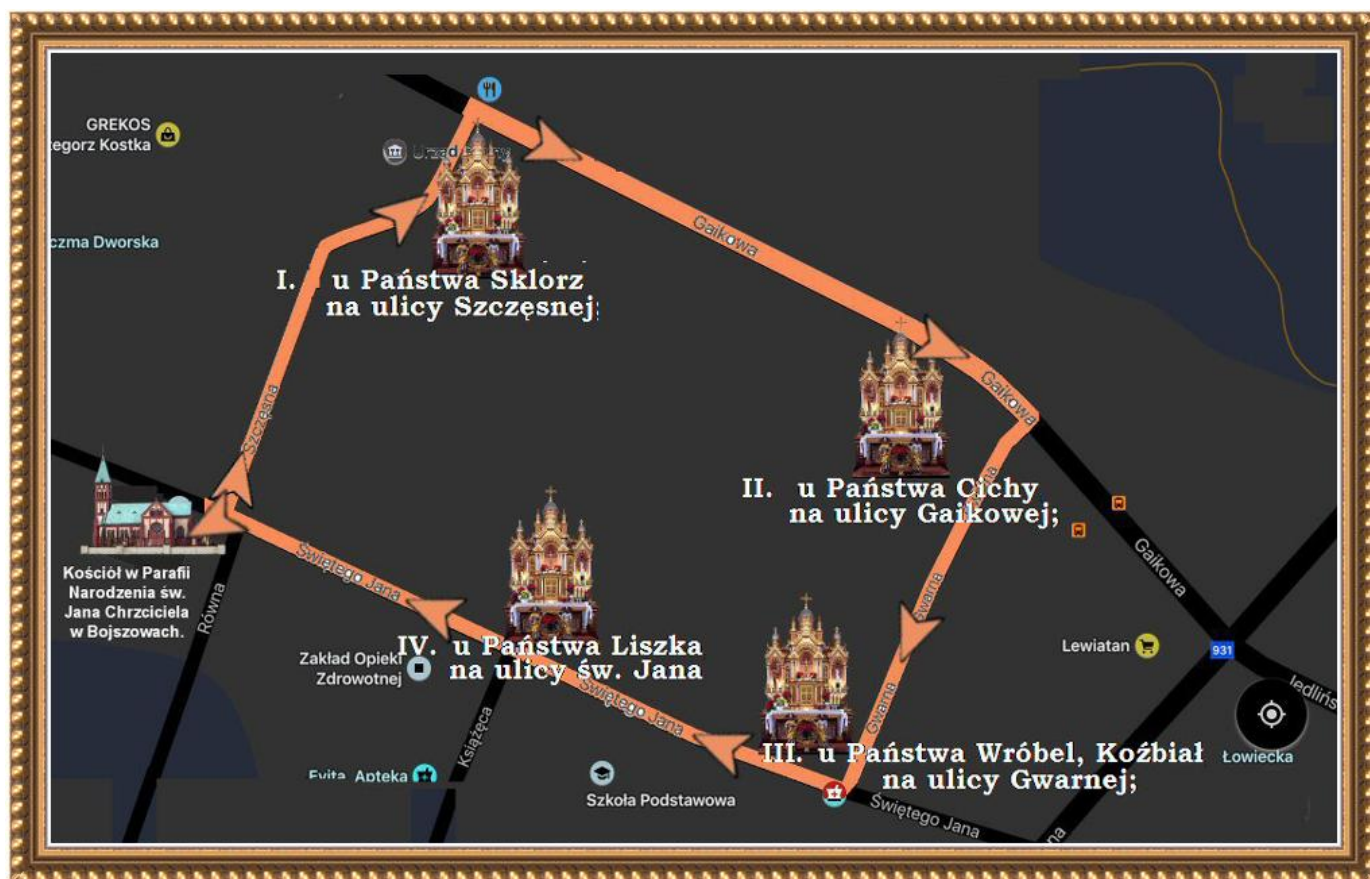 GREKOS
egorz Kostka
czma Dworska
Gaikowa
I. u Państwa Sklorz
na ulicy Szczęsnej;
Szczęsna
Gaikowa
II. u Państwa Cichy
na ulicy Gaikowej;
Gaikowa
Kościół w Parafii
Narodzenia św.
Jana Chrzciciela
w Bojszowach.
Równa
Świętego Jana
IV. u Państwa Liszka
na ulicy św. Jana
Zakład Opieki
Zdrowotnej
Świętego Jana
Książęca
Gwarna
Gwarna
Lewiatan
931
Łowiecka
III. u Państwa Wróbel, Koźbiał
na ulicy Gwarnej;
Apteka
Szkoła Podstawowa
Świętego Jana